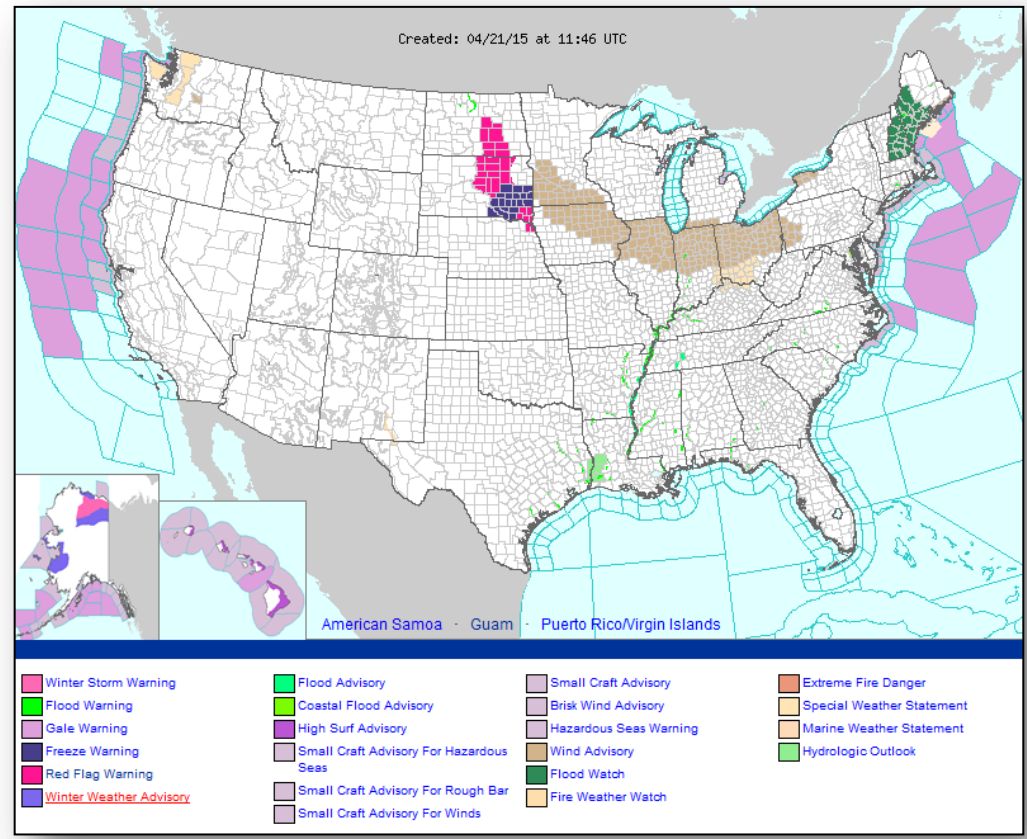 Created: 04/21/15 at 11:46 UTC
American Samoa · Guam · Puerto Rico/Virgin Islands
Winter Storm Warning
Flood Warning
Gale Warning
Freeze Warning
Red Flag Warning
Winter Weather Advisory
Flood Advisory
Coastal Flood Advisory
High Surf Advisory
Small Craft Advisory For Hazardous
Seas
Small Craft Advisory For Rough Bar
Small Craft Advisory For Winds
Small Craft Advisory
Brisk Wind Advisory
Hazardous Seas Warning
Wind Advisory
Flood Watch
Fire Weather Watch
Extreme Fire Danger
Special Weather Statement
Marine Weather Statement
Hydrologic Outlook